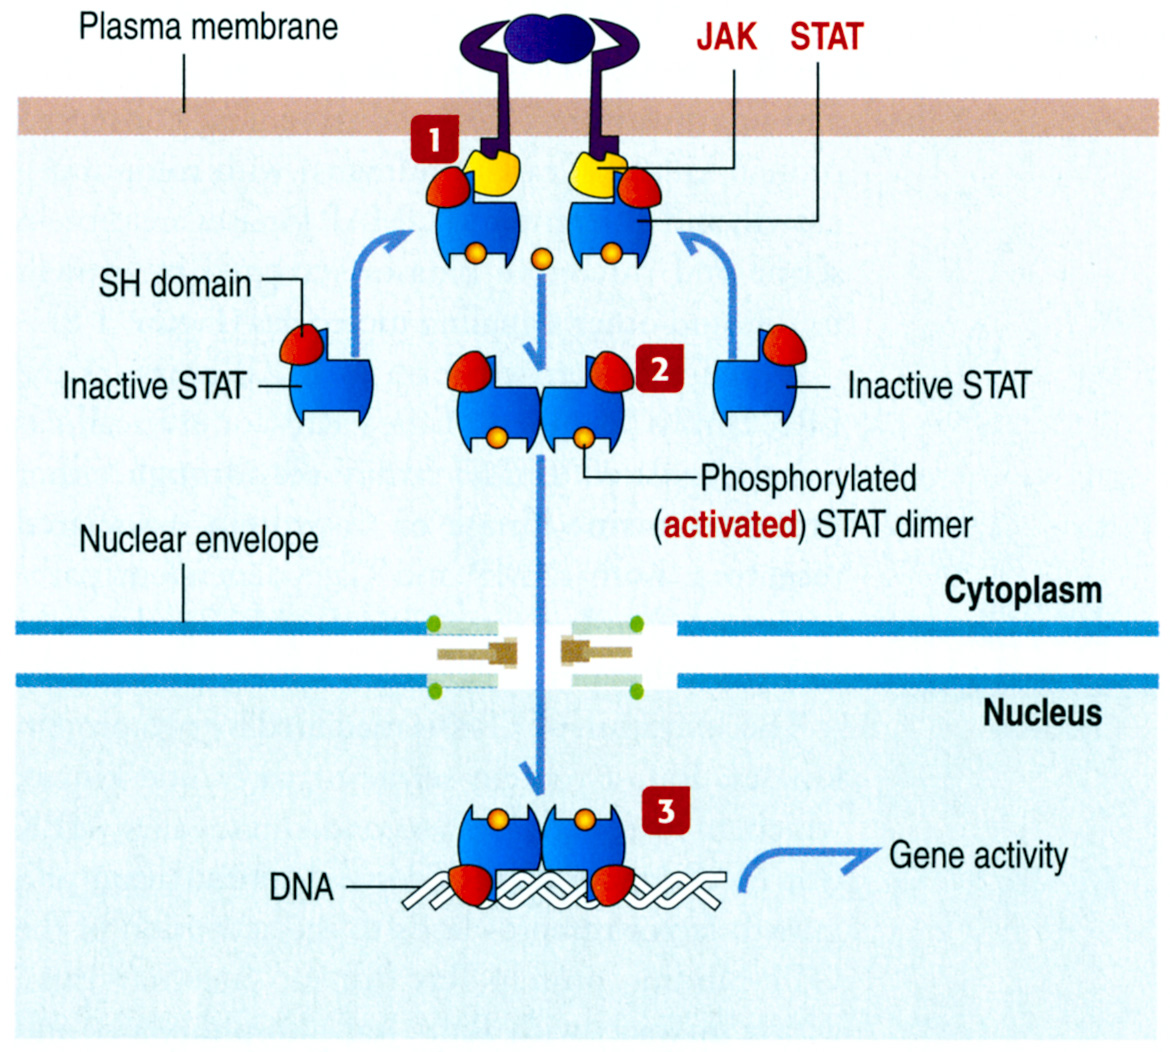 Plasma membrane
JAK STAT
1
SH domain
Inactive STAT
2
Inactive STAT
Phosphorylated
(activated) STAT dimer
Nuclear envelope
Cytoplasm
Nucleus
3
Gene activity
DNA